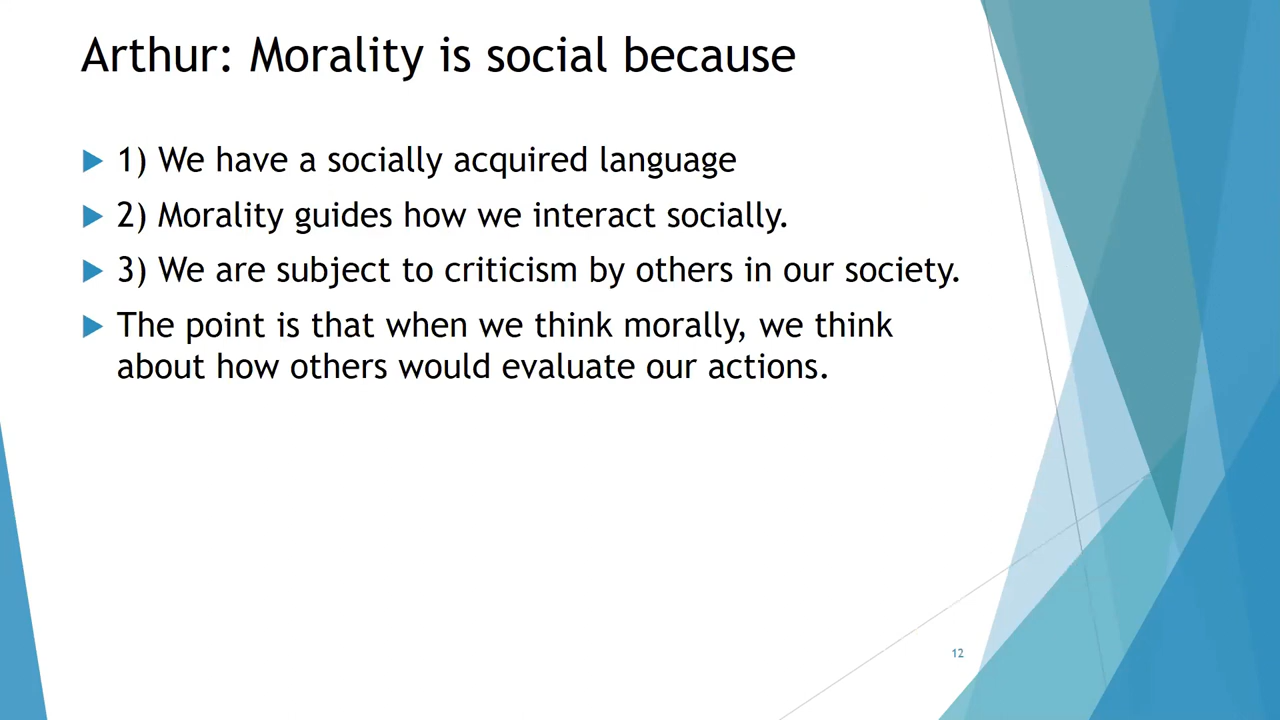 Arthur: Morality is social because
1) We have a socially acquired language
2) Morality guides how we interact socially.
3) We are subject to criticism by others in our society.
The point is that when we think morally, we think
about how others would evaluate our actions.
12